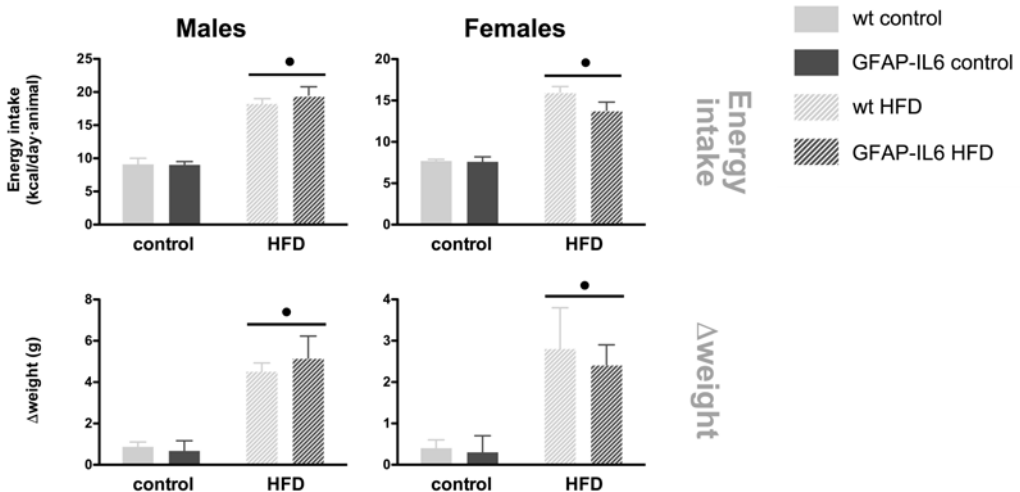 Males
Females
wt control
GFAP-IL6 control
wt HFD
GFAP-IL6 HFD
Energy intake
(kcal/day·animal)
25
20
15
10
5
0
control
HFD
20
15
10
5
0
control
HFD
Energy
intake
Δweight (g)
8
6
4
2
0
control
HFD
4
3
2
1
0
control
HFD
Δweight